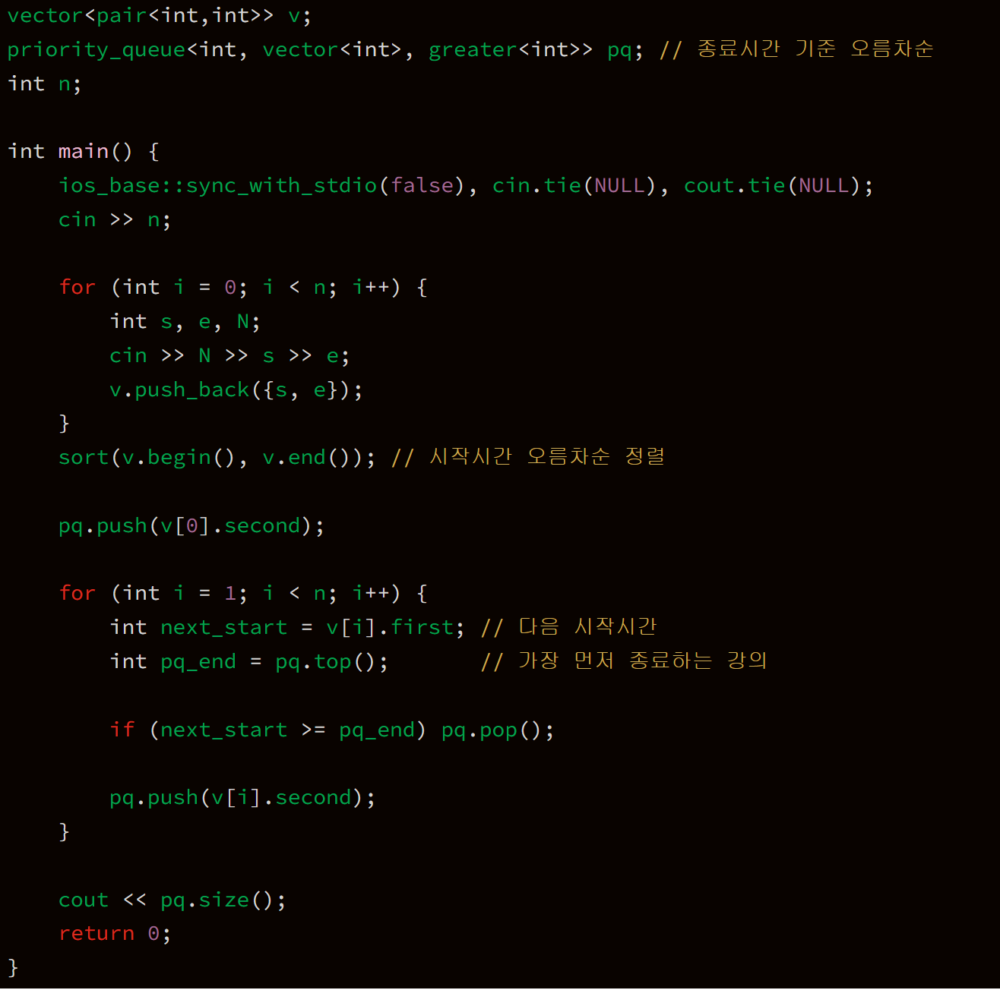 vector<pair<int,int>> v;
priority_queue<int, vector<int>, greater<int>> pq; // 종료시간 기준 오름차순
int n;
int main() {
ios_base::sync_with_stdio(false), cin.tie(NULL), cout.tie(NULL);
cin >> n;
for (int i = 0; i < n; i++) {
int s, e, N;
cin >> N >> s >> e;
v.push_back({s, e});
}
sort(v.begin(), v.end()); // 시작시간 오름차순 정렬
pq.push(v[0].second);
for (int i = 1; i < n; i++) {
int next_start = v[i].first; // 다음 시작시간
int pq_end = pq.top();       // 가장 먼저 종료하는 강의
if (next_start >= pq_end) pq.pop();
pq.push(v[i].second);
}
cout << pq.size();
return 0;
}